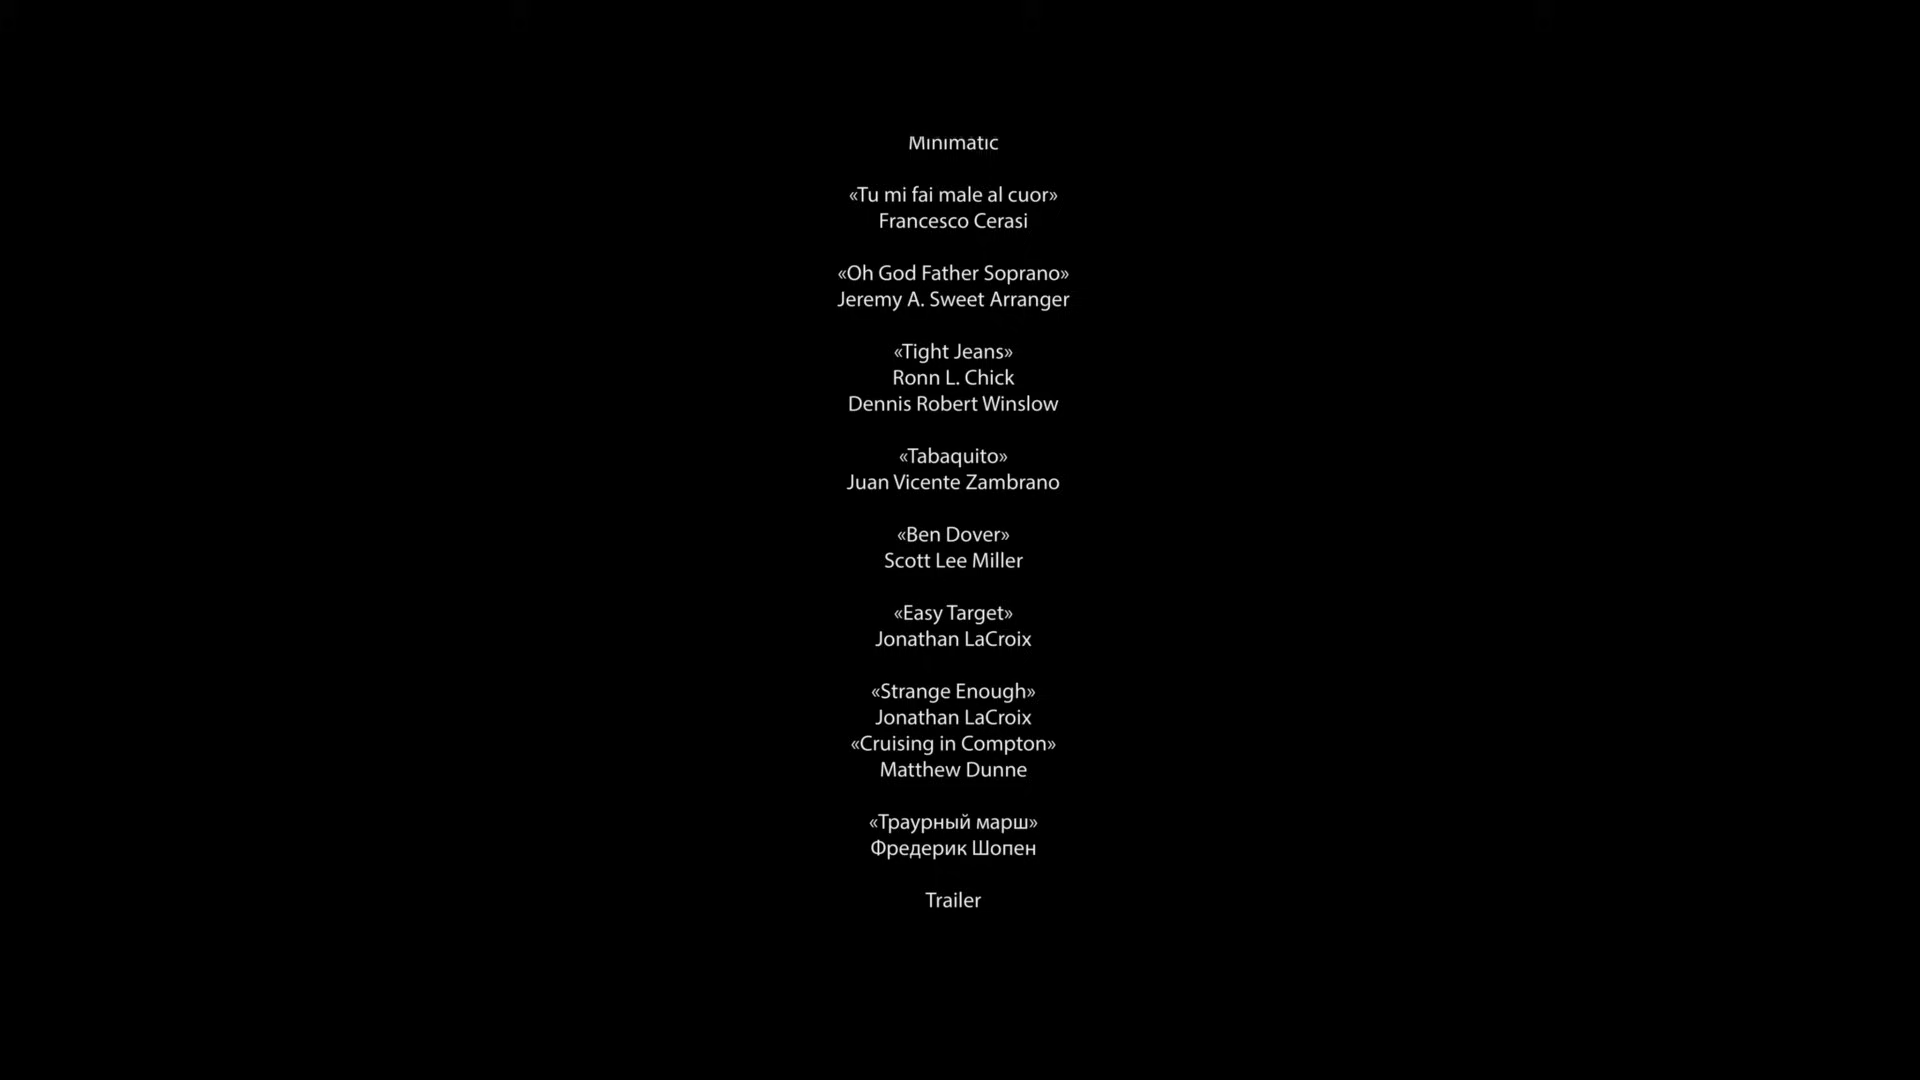 Minimatic
«Tu mi fai male al cuor»
Francesco Cerasi
«Oh God Father Soprano»
Jeremy A. Sweet Arranger
«Tight Jeans»
Ronn L. Chick
Dennis Robert Winslow
«Tabaquito»
Juan Vicente Zambrano
«Ben Dover»
Scott Lee Miller
«Easy Target»
Jonathan LaCroix
«Strange Enough»
Jonathan LaCroix
«Cruising in Compton»
Matthew Dunne
«Траурный марш»
Фредерик Шопен
Trailer